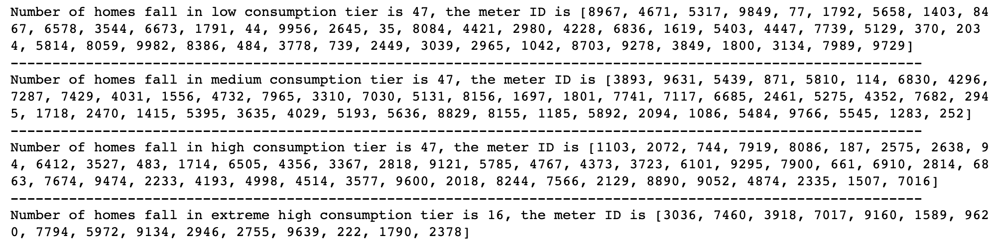 Number of homes fall in low consumption tier is 47, the meter ID is [8967, 4671, 5317, 9849, 77, 1792, 5658, 1403, 84
67, 6578, 3544, 6673, 1791, 44, 9956, 2645, 35, 8084, 4421, 2980, 4228, 6836, 1619, 5403, 4447, 7739, 5129, 370, 203
4, 5814, 8059, 9982, 8386, 484, 3778, 739, 2449, 3039, 2965, 1042, 8703, 9278, 3849, 1800, 3134, 7989, 9729]
--------------------------------------------------------------------------------------------------------------
Number of homes fall in medium consumption tier is 47, the meter ID is [3893, 9631, 5439, 871, 5810, 114, 6830, 4296,
7287, 7429, 4031, 1556, 4732, 7965, 3310, 7030, 5131, 8156, 1697, 1801, 7741, 7117, 6685, 2461, 5275, 4352, 7682, 294
5, 1718, 2470, 1415, 5395, 3635, 4029, 5193, 5636, 8829, 8155, 1185, 5892, 2094, 1086, 5484, 9766, 5545, 1283, 252]
--------------------------------------------------------------------------------------------------------------
Number of homes fall in high consumption tier is 47, the meter ID is [1103, 2072, 744, 7919, 8086, 187, 2575, 2638, 9
4, 6412, 3527, 483, 1714, 6505, 4356, 3367, 2818, 9121, 5785, 4767, 4373, 3723, 6101, 9295, 7900, 661, 6910, 2814, 68
63, 7674, 9474, 2233, 4193, 4998, 4514, 3577, 9600, 2018, 8244, 7566, 2129, 8890, 9052, 4874, 2335, 1507, 7016]
--------------------------------------------------------------------------------------------------------------
Number of homes fall in extreme high consumption tier is 16, the meter ID is [3036, 7460, 3918, 7017, 9160, 1589, 962
0, 7794, 5972, 9134, 2946, 2755, 9639, 222, 1790, 2378]